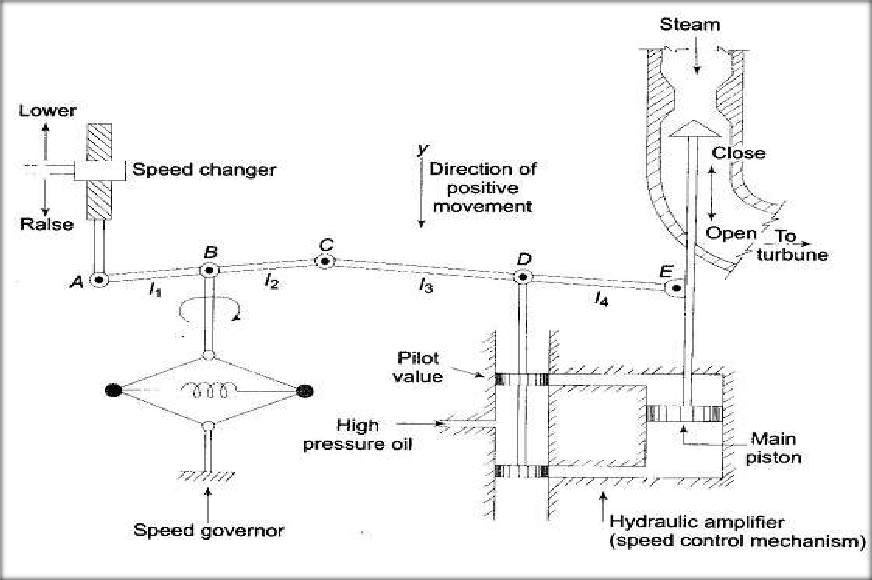 Steam
Lower
Speed changer
Raise
y
Direction of
positive
movement
Close
Open
To
turbune
A
B
C
D
E
l1
l2
l3
l4
Pilot
value
High
pressure oil
Main
piston
Speed governor
Hydraulic amplifier
(speed control mechanism)